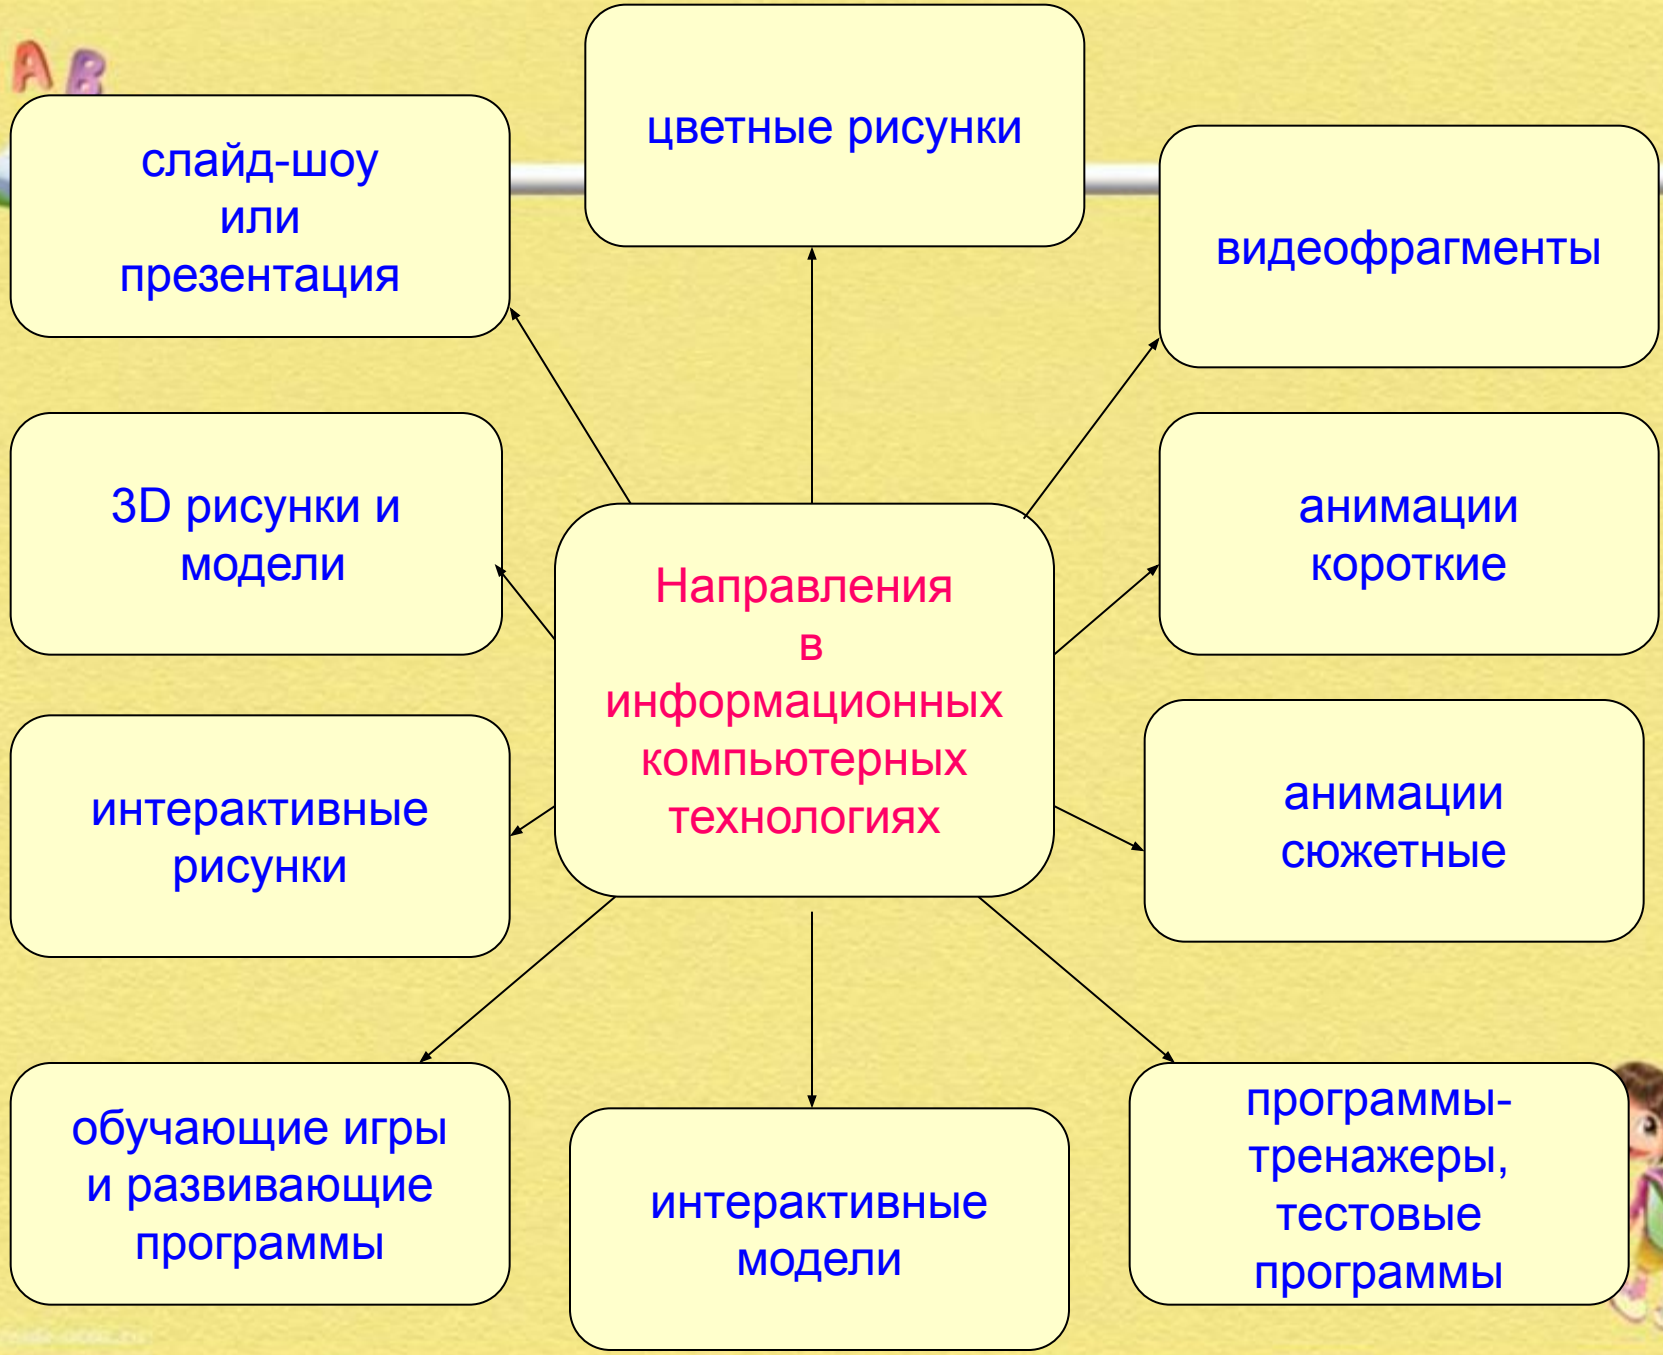 A B
цветные рисунки
слайд-шоу
или
презентация
видеофрагменты
3D рисунки и
модели
анимации
короткие
Направления
в
информационных
компьютерных
технологиях
интерактивные
рисунки
анимации
сюжетные
обучающие игры
и развивающие
программы
интерактивные
модели
программы-
тренажеры,
тестовые
программы